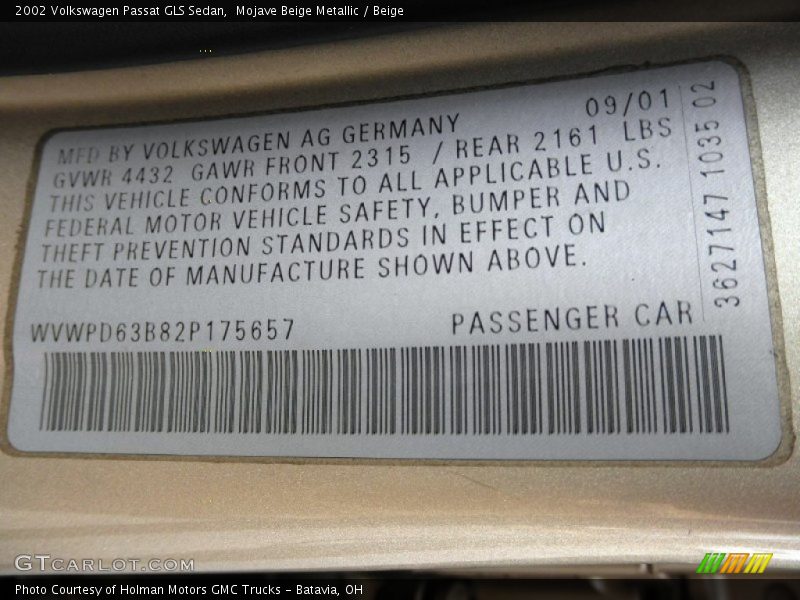 2002 Volkswagen Passat GLS Sedan,  Mojave Beige Metallic / Beige
09/01
MFD BY VOLKSWAGEN AG GERMANY
GVWR 4432 GAWR FRONT 2315 / REAR 2161 LBS
THIS VEHICLE CONFORMS TO ALL APPLICABLE U.S.
FEDERAL MOTOR VEHICLE SAFETY, BUMPER AND
THEFT PREVENTION STANDARDS IN EFFECT ON
THE DATE OF MANUFACTURE SHOWN ABOVE.
3627147 1035 02
WVWPD63B82P175657 PASSENGER CAR
GTCARLOT.COM
Photo Courtesy of Holman Motors GMC Trucks - Batavia, OH